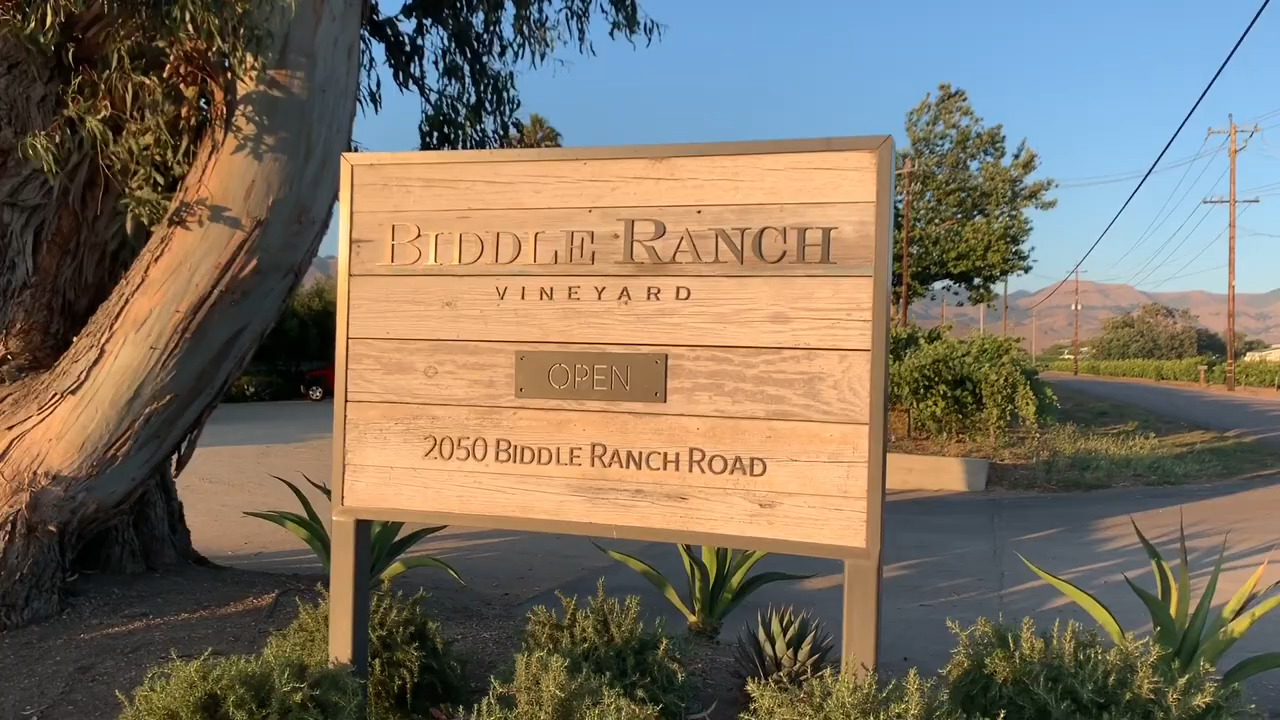 BIDDLE RANCH
VINEYARD
OPEN
2050 BIDDLE RANCH ROAD